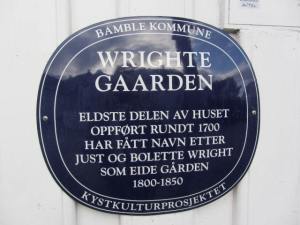 BAMBLE KOMMUNE
WRIGHTE
GAARDEN
ELDSTE DELEN AV HUSET
OPPFØRT RUNDT 1700
HAR FÅTT NAVN ETTER
JUST OG BOLETTE WRIGHT
SOM EIDE GÅRDEN
1800-1850
KYSTKULTURPROSJEKTET